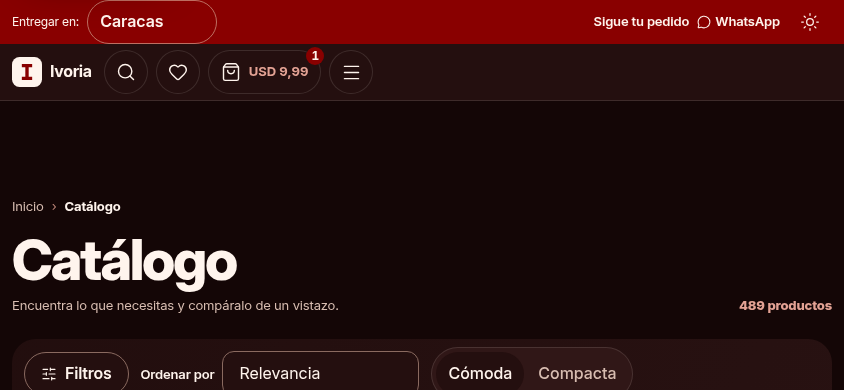 Entregar en: Caracas Sigue tu pedido WhatsApp
I Ivoria USD 9,99 1
Inicio › Catálogo
Catálogo
Encuentra lo que necesitas y compáralo de un vistazo. 489 productos
Filtros Ordenar por Relevancia Cómoda Compacta